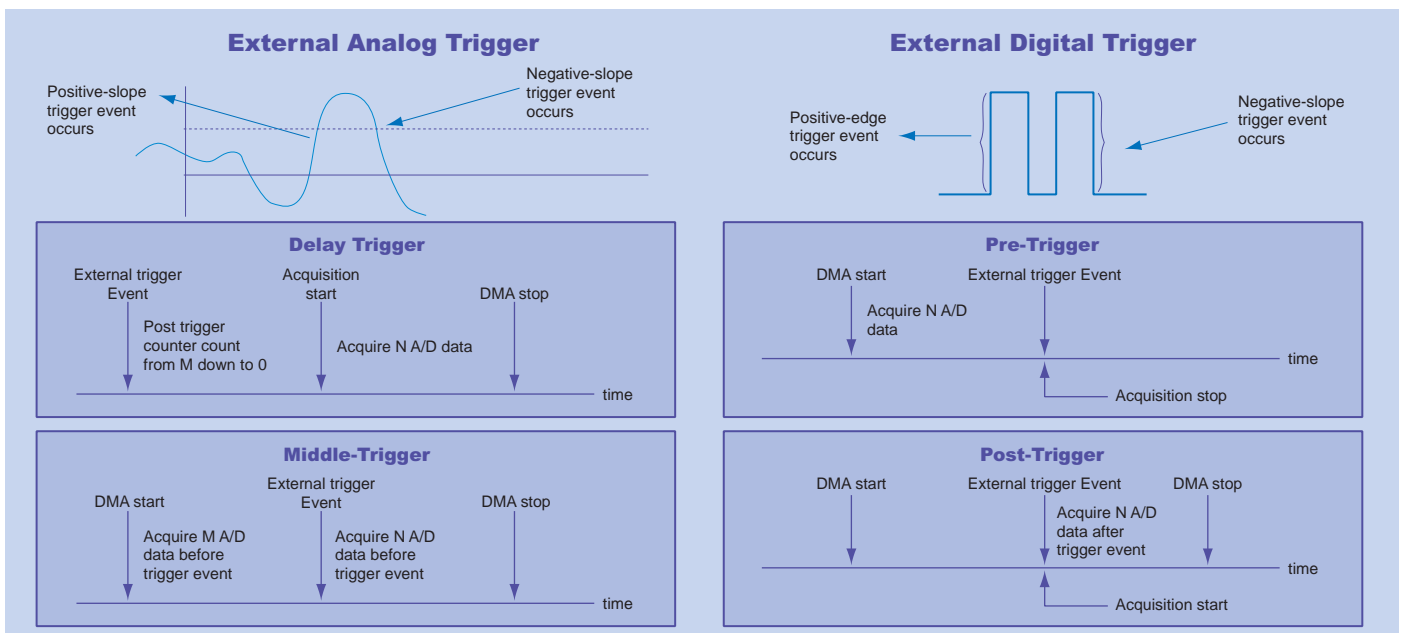 External Analog Trigger
Positive-slope
trigger event
occurs
Negative-slope
trigger event
occurs
External Digital Trigger
Positive-edge
trigger event
occurs
Negative-slope
trigger event
occurs
Delay Trigger
External trigger
Event
Acquisition
start
DMA stop
Post trigger
counter count
from M down to 0
Acquire N A/D data
time
Pre-Trigger
DMA start
External trigger Event
Acquire N A/D
data
time
Acquisition stop
Middle-Trigger
DMA start
External trigger
Event
DMA stop
Acquire M A/D
data before
trigger event
Acquire N A/D
data before
trigger event
time
Post-Trigger
DMA start
External trigger Event
DMA stop
Acquire N A/D
data after
trigger event
time
Acquisition start